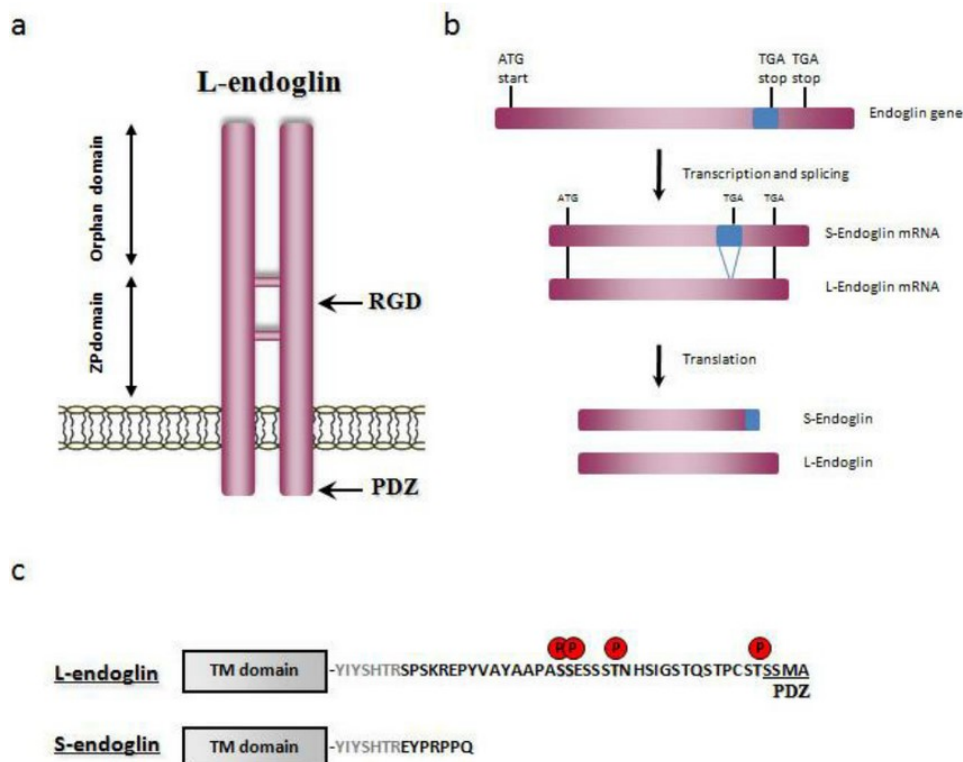 a
L-endoglin
Orphan domain
ZP domain
RGD
PDZ
b
ATG start
TGA stop
TGA stop
Endoglin gene
Transcription and splicing
ATG
TGA
TGA
S-Endoglin mRNA
L-Endoglin mRNA
Translation
S-Endoglin
L-Endoglin
c
P P P P
L-endoglin TM domain -YIYSHTRSPSKREPYVAYAAPASSESSSTNHSIGSTQSTPCSTSSMA
PDZ
S-endoglin TM domain -YIYSHTREYPRPPQ